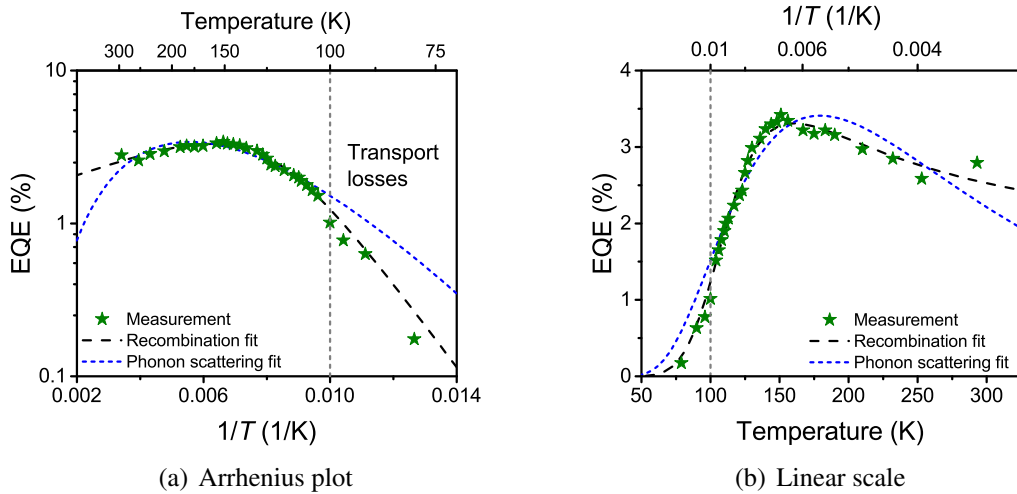 Temperature (K)
300 200 150 100 75
10
1
0.1
EQE (%)
Transport
losses
Measurement
Recombination fit
Phonon scattering fit
0.002 0.006 0.010 0.014
1/T (1/K)
(a) Arrhenius plot
1/T (1/K)
0.01 0.006 0.004
4
3
2
1
0
EQE (%)
Measurement
Recombination fit
Phonon scattering fit
50 100 150 200 250 300
Temperature (K)
(b) Linear scale